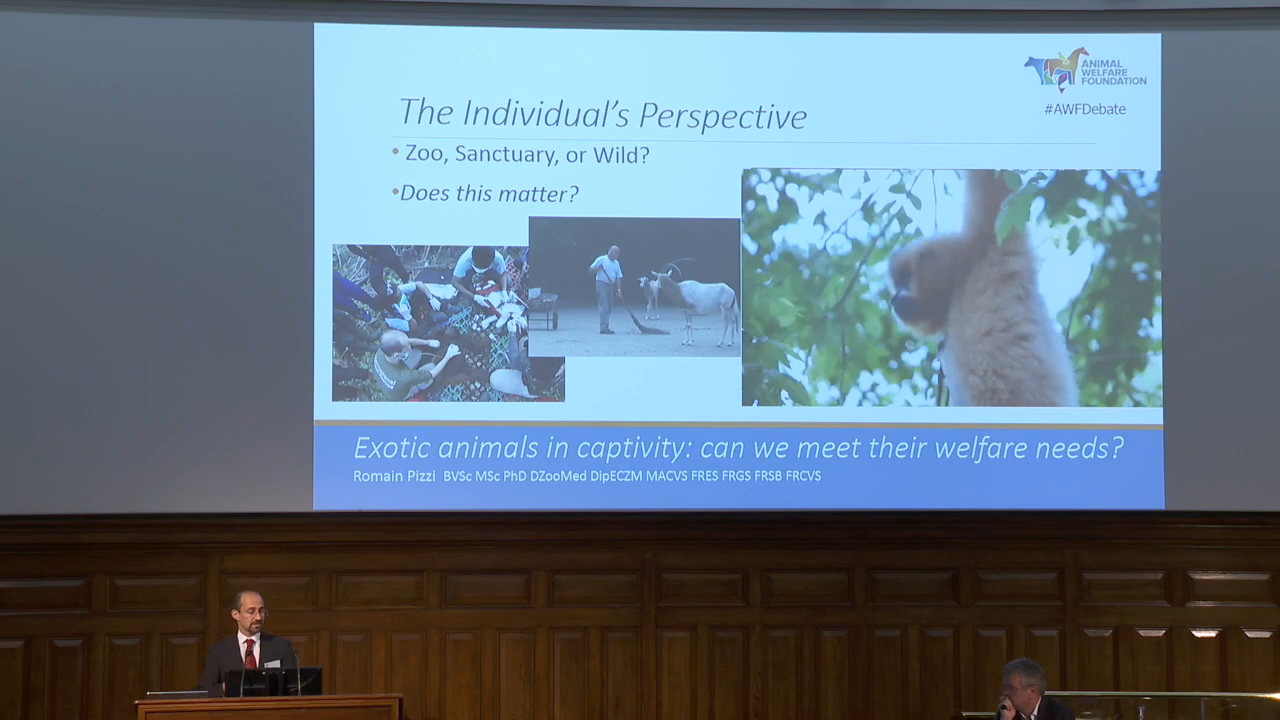 ANIMAL
WELFARE
FOUNDATION
#AWFDebate
The Individual's Perspective
• Zoo, Sanctuary, or Wild?
•Does this matter?
Exotic animals in captivity: can we meet their welfare needs?
Romain Pizzi BVSc MSc PhD DZooMed DipECZM MACVS FRES FRGS FRSB FRCVS